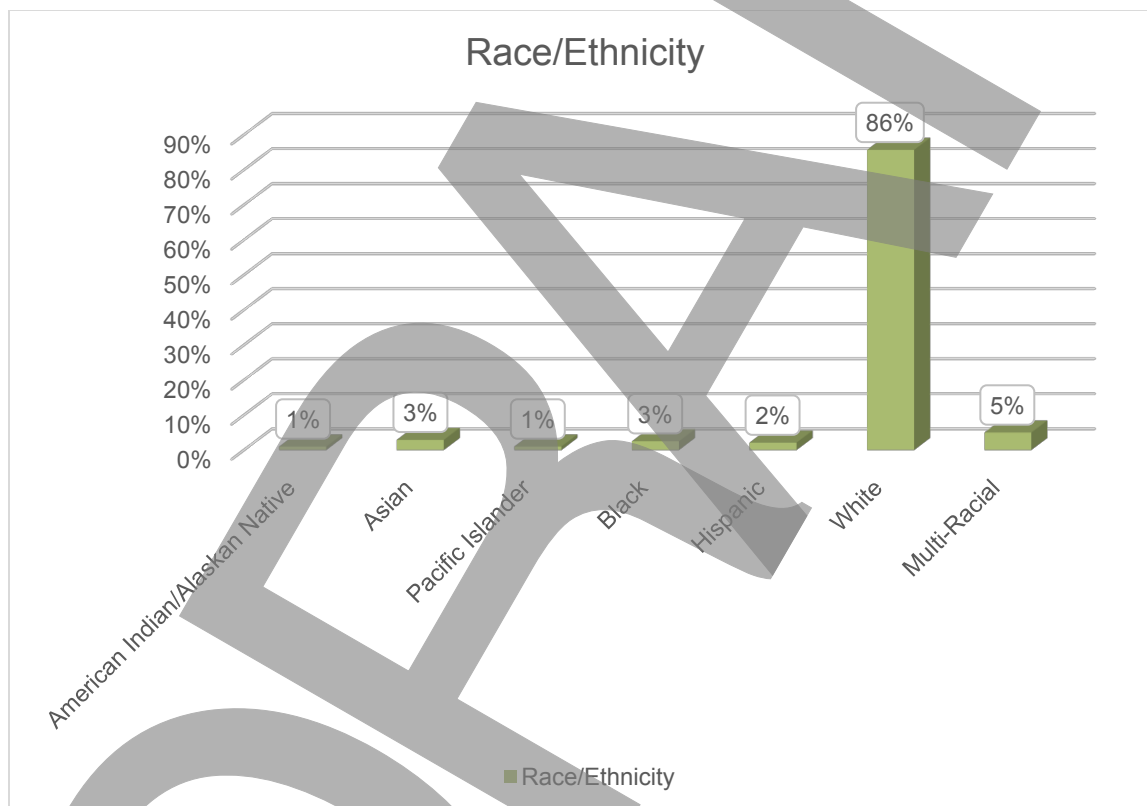 Race/Ethnicity
90%
80%
70%
60%
50%
40%
30%
20%
10%
0%
1%
3%
1%
3%
2%
86%
5%
American Indian/Alaskan Native
Asian
Pacific Islander
Black
Hispanic
White
Multi-Racial
Race/Ethnicity